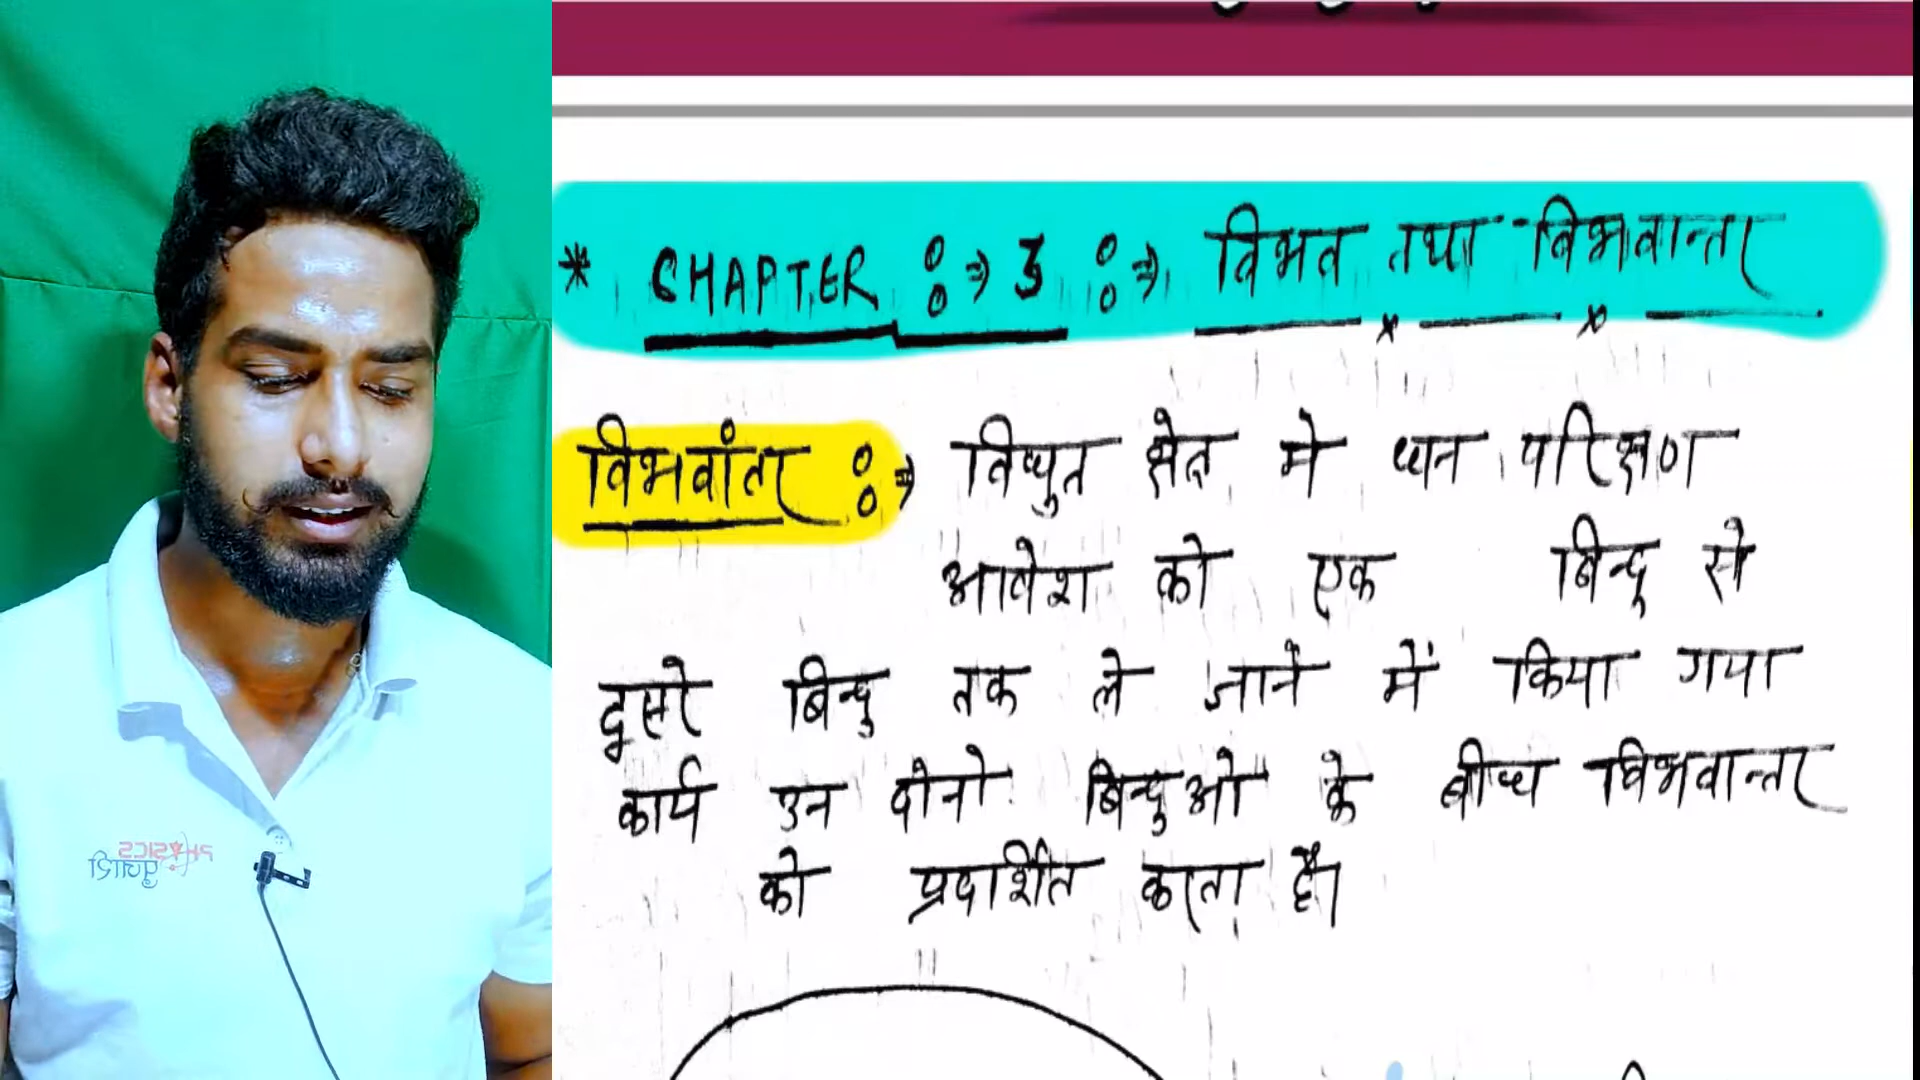 * CHAPTER :⇒ 3 :⇒ विभव तथा विभवान्तर
विभवांतर :⇒ विधुत क्षेत्र मे धन परिक्षण
आवेश को एक बिन्दू से
दूसरे बिन्दु तक ले जाने में किया गया
कार्य उन दोनो बिन्दुओ के बीच विभवान्तर
को प्रदर्शित करता है।
PHYSICS